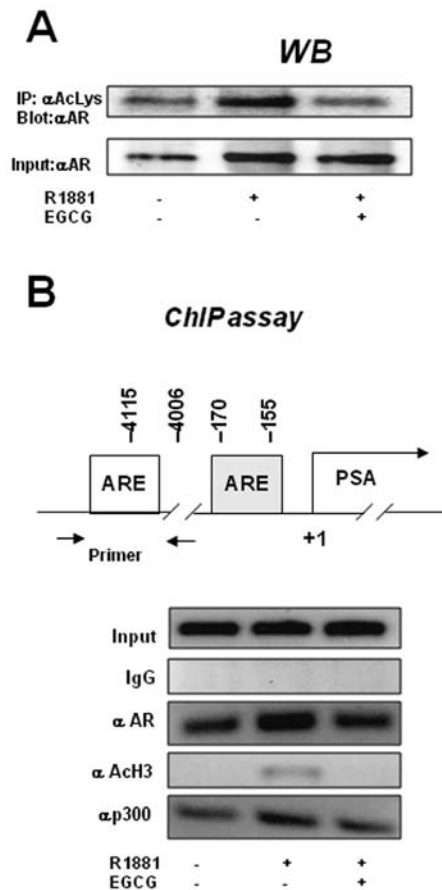 A
WB
IP: αAcLys
Blot:αAR
Input:αAR
R1881 - + +
EGCG - - +
B
ChIPassay
–4115 –4006 –170 –155
ARE ARE PSA
Primer +1
Input
IgG
α AR
α AcH3
αp300
R1881 - + +
EGCG - - +